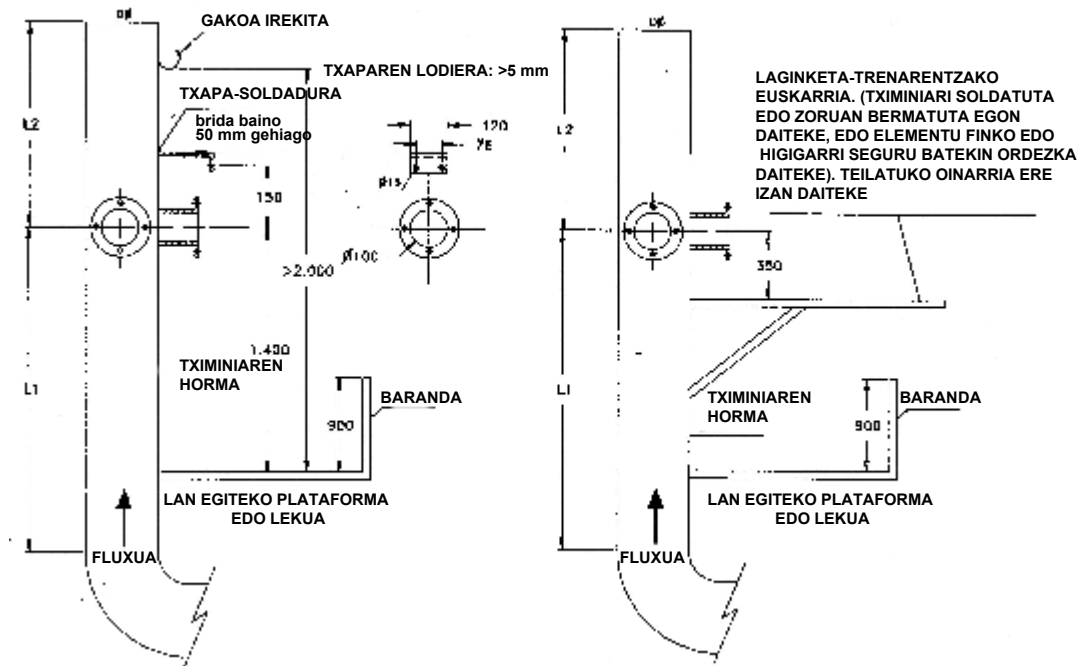 GAKOA IREKITA
TXAPAREN LODIERA: >5 mm
TXAPA-SOLDADURA
brida baino
50 mm gehiago
L2
120
150
>2.000
Ø100
1.400
TXIMINIAREN
HORMA
L1
900
BARANDA
LAN EGITEKO PLATAFORMA
EDO LEKUA
FLUXUA
LAGINKETA-TRENARENTZAKO
EUSKARRIA. (TXIMINIARI SOLDATUTA
EDO ZORUAN BERMATUTA EGON
DAITEKE, EDO ELEMENTU FINKO EDO
HIGIGARRI SEGURU BATEKIN ORDEZKA
DAITEKE). TEILATUKO OINARRIA ERE
IZAN DAITEKE
L2
350
L1
TXIMINIAREN
HORMA
900
BARANDA
LAN EGITEKO PLATAFORMA
EDO LEKUA
FLUXUA